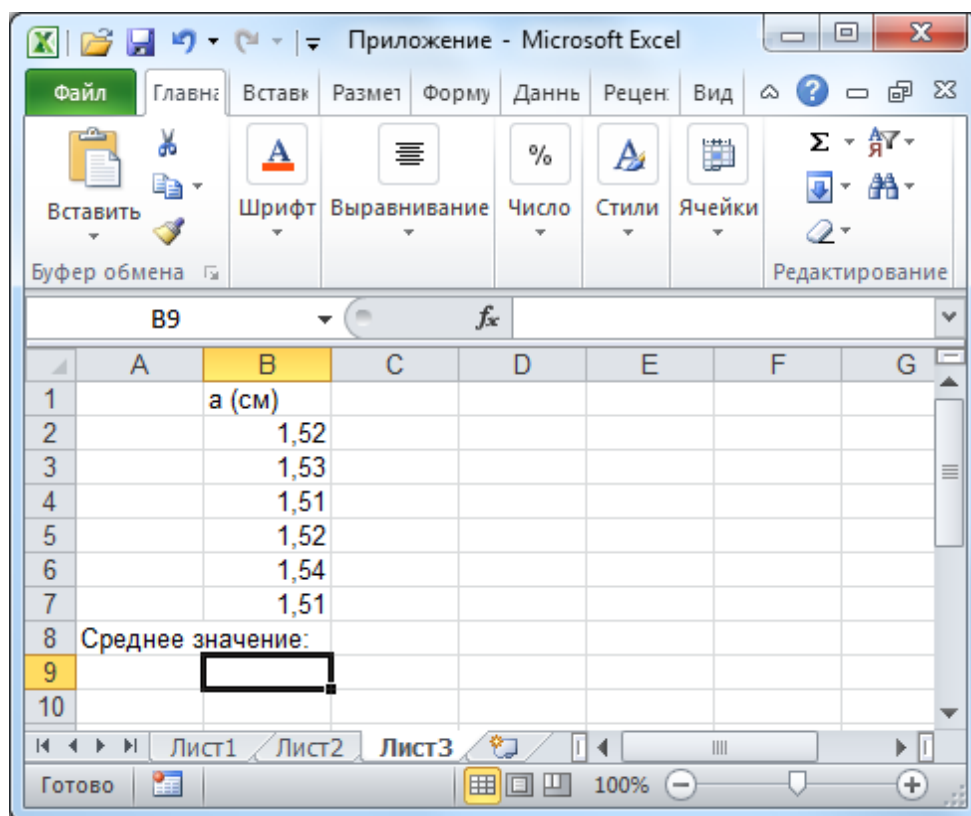 Приложение - Microsoft Excel
Файл Главна Вставк Размет Форму Даннь Рецен: Вид
Вставить Шрифт Выравнивание % Число Стили Ячейки Σ
Буфер обмена Редактирование
B9 fx
A B C D E F G
1 а (см)
2 1,52
3 1,53
4 1,51
5 1,52
6 1,54
7 1,51
8 Среднее значение:
9
10
Лист1 Лист2 Лист3
Готово 100%